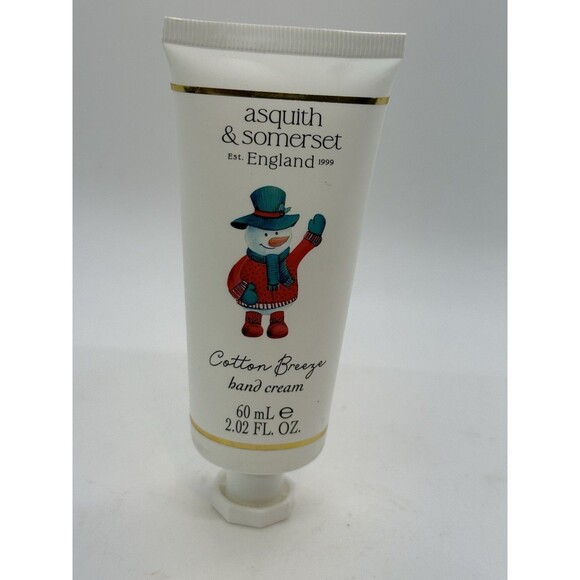 asquith
& somerset
Est. England 1999
Cotton Breeze
hand cream
60 mL ℮
2.02 FL. OZ.